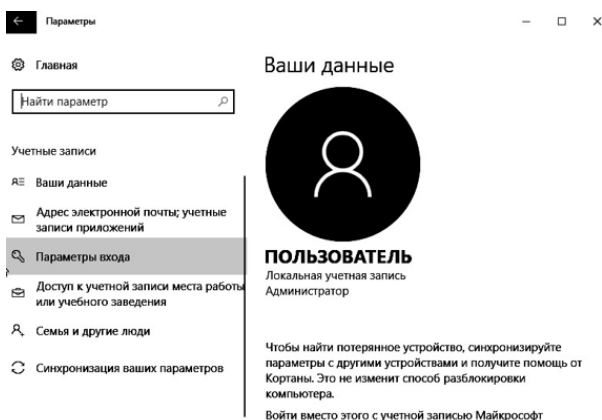 Параметры
Главная
Найти параметр
Учетные записи
Ваши данные
Адрес электронной почты; учетные
записи приложений
Параметры входа
Доступ к учетной записи места работы
или учебного заведения
Семья и другие люди
Синхронизация ваших параметров
Ваши данные
ПОЛЬЗОВАТЕЛЬ
Локальная учетная запись
Администратор
Чтобы найти потерянное устройство, синхронизируйте
параметры с другими устройствами и получите помощь от
Кортаны. Это не изменит способ разблокировки
компьютера.
Войти вместо этого с учетной записью Майкрософт